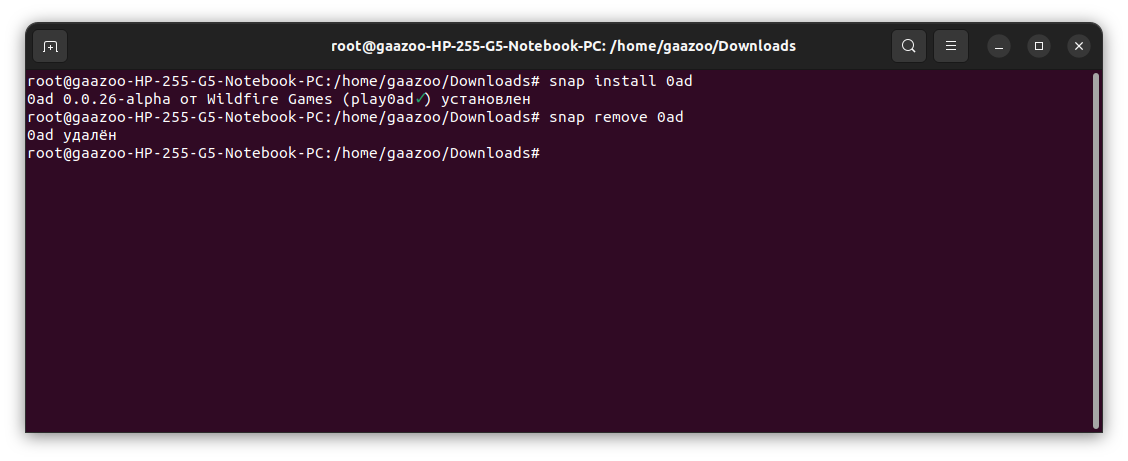 root@gaazoo-HP-255-G5-Notebook-PC: /home/gaazoo/Downloads
root@gaazoo-HP-255-G5-Notebook-PC:/home/gaazoo/Downloads# snap install 0ad
0ad 0.0.26-alpha от Wildfire Games (play0ad✓) установлен
root@gaazoo-HP-255-G5-Notebook-PC:/home/gaazoo/Downloads# snap remove 0ad
0ad удалён
root@gaazoo-HP-255-G5-Notebook-PC:/home/gaazoo/Downloads#